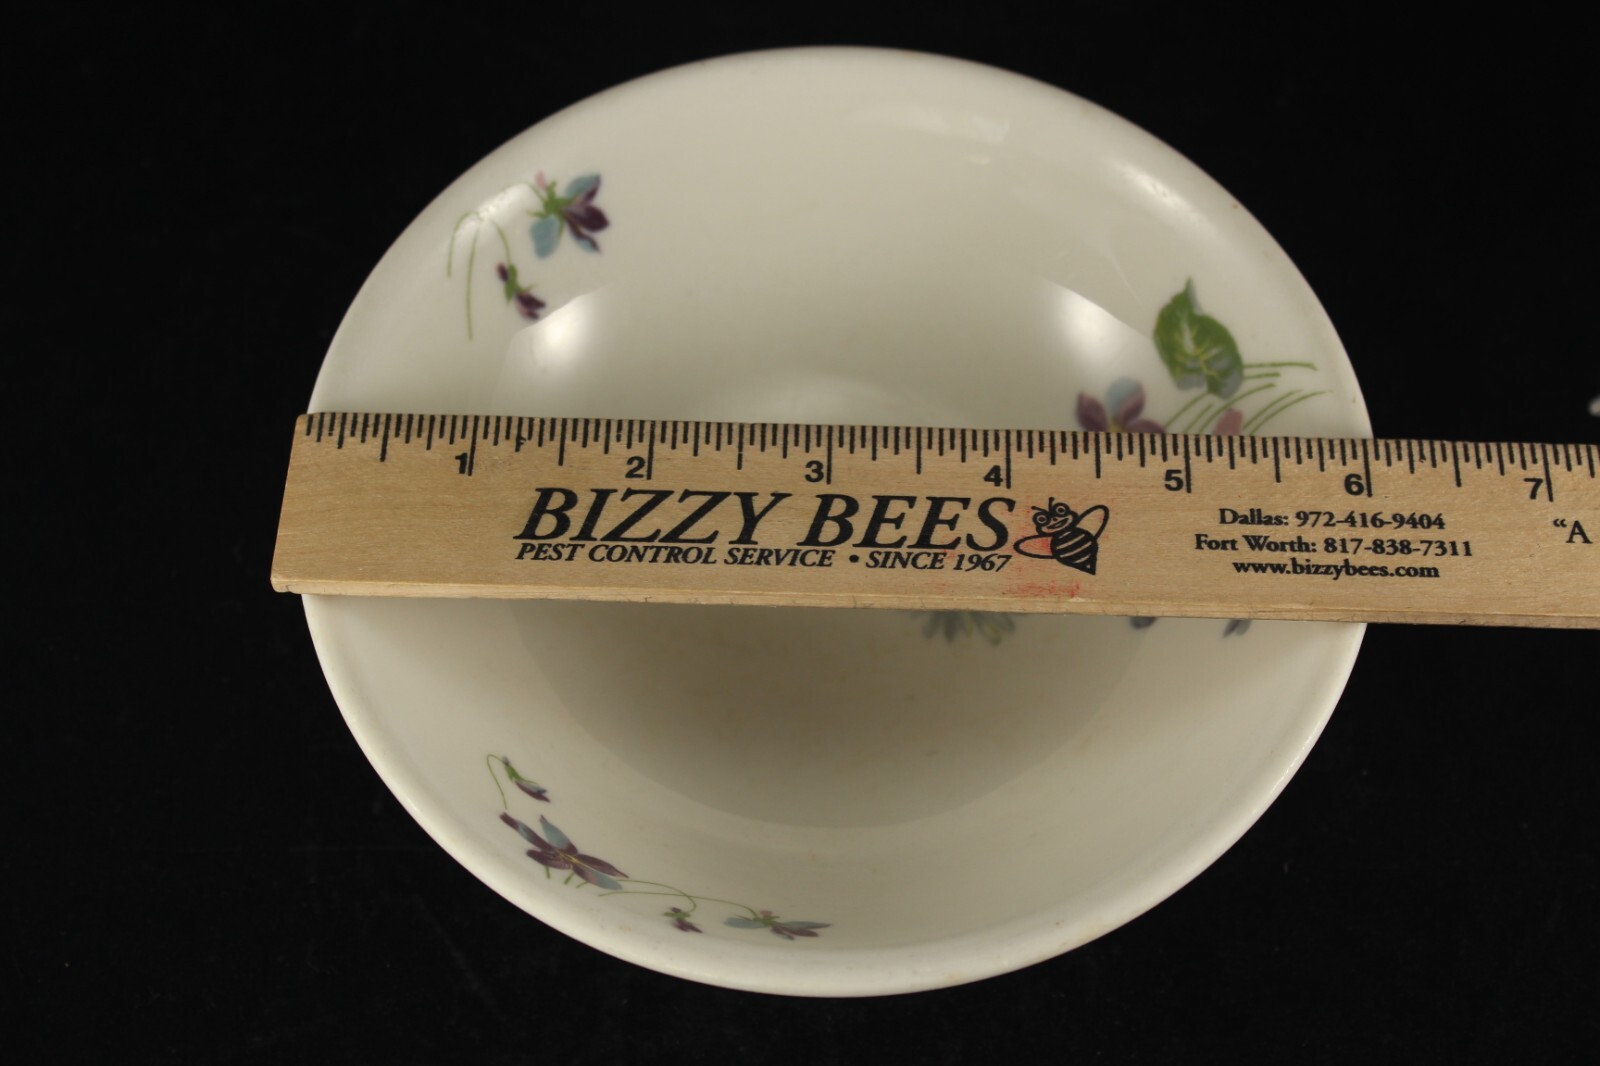 1 2 3 4 5 6 7
BIZZY BEES
PEST CONTROL SERVICE • SINCE 1967
Dallas: 972-416-9404
Fort Worth: 817-838-7311
www.bizzybees.com
“A